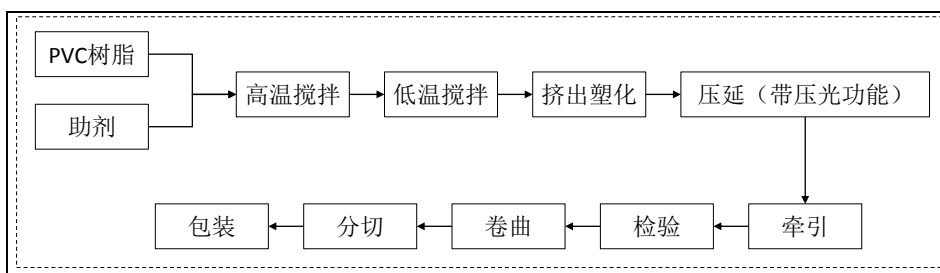 PVC树脂
助剂
高温搅拌
低温搅拌
挤出塑化
压延（带压光功能）
牵引
检验
卷曲
分切
包装